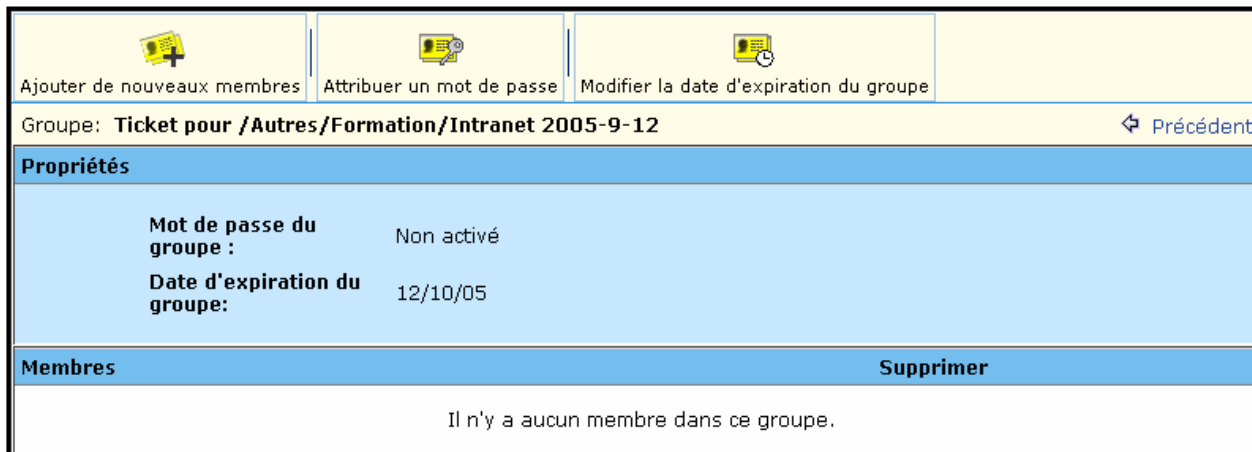 Ajouter de nouveaux membres Attribuer un mot de passe Modifier la date d'expiration du groupe
Groupe: Ticket pour /Autres/Formation/Intranet 2005-9-12 Précédent
Propriétés
Mot de passe du
groupe : Non activé
Date d'expiration du
groupe: 12/10/05
Membres Supprimer
Il n'y a aucun membre dans ce groupe.